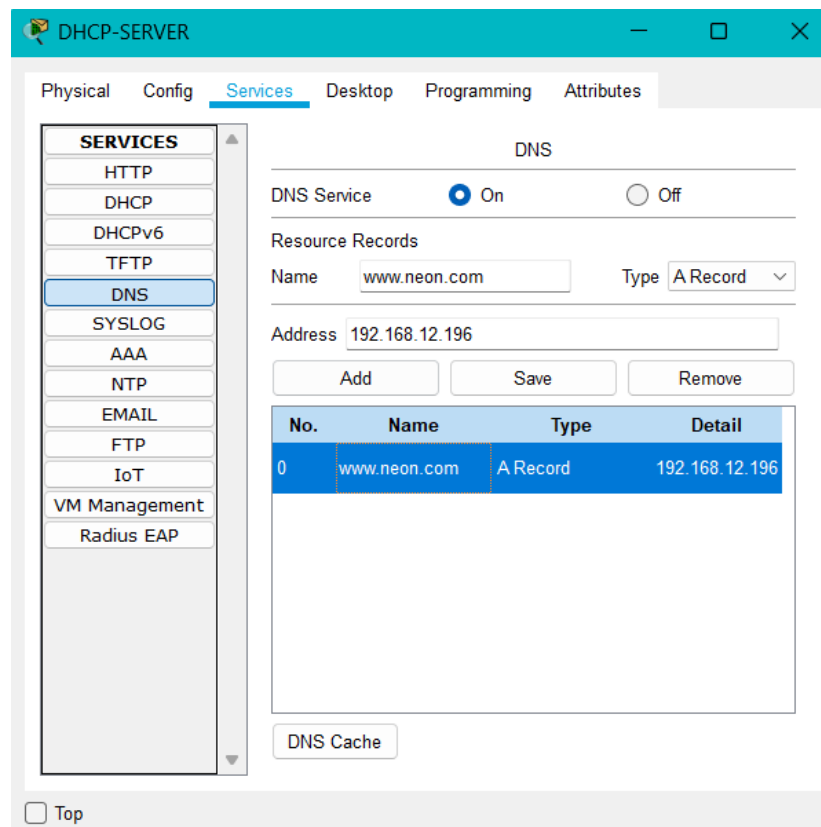 DHCP-SERVER
Physical Config Services Desktop Programming Attributes
SERVICES
HTTP
DHCP
DHCPv6
TFTP
DNS
SYSLOG
AAA
NTP
EMAIL
FTP
IoT
VM Management
Radius EAP
DNS
DNS Service On Off
Resource Records
Name www.neon.com Type A Record
Address 192.168.12.196
Add Save Remove
No. Name Type Detail
0 www.neon.com A Record 192.168.12.196
DNS Cache
Top